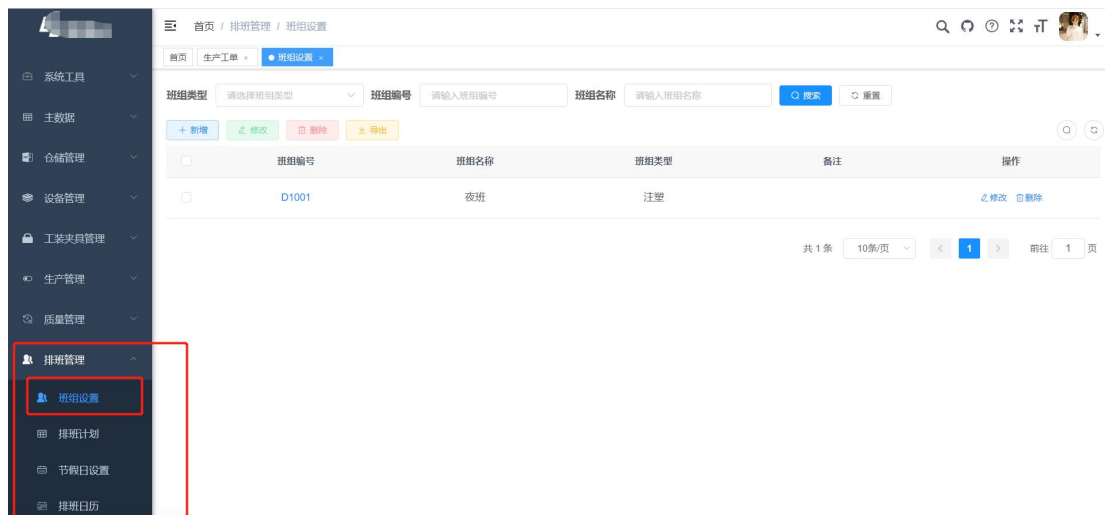 首页 / 排班管理 / 班组设置
首页 生产工单 × 班组设置 ×
系统工具
主数据
仓储管理
设备管理
工装夹具管理
生产管理
质量管理
排班管理
班组设置
排班计划
节假日设置
排班日历
班组类型 请选择班组类型 班组编号 请输入班组编号 班组名称 请输入班组名称 搜索 重置
新增 修改 删除 导出
班组编号 班组名称 班组类型 备注 操作
D1001 夜班 注塑 修改 删除
共 1 条 10条/页 1 前往 1 页